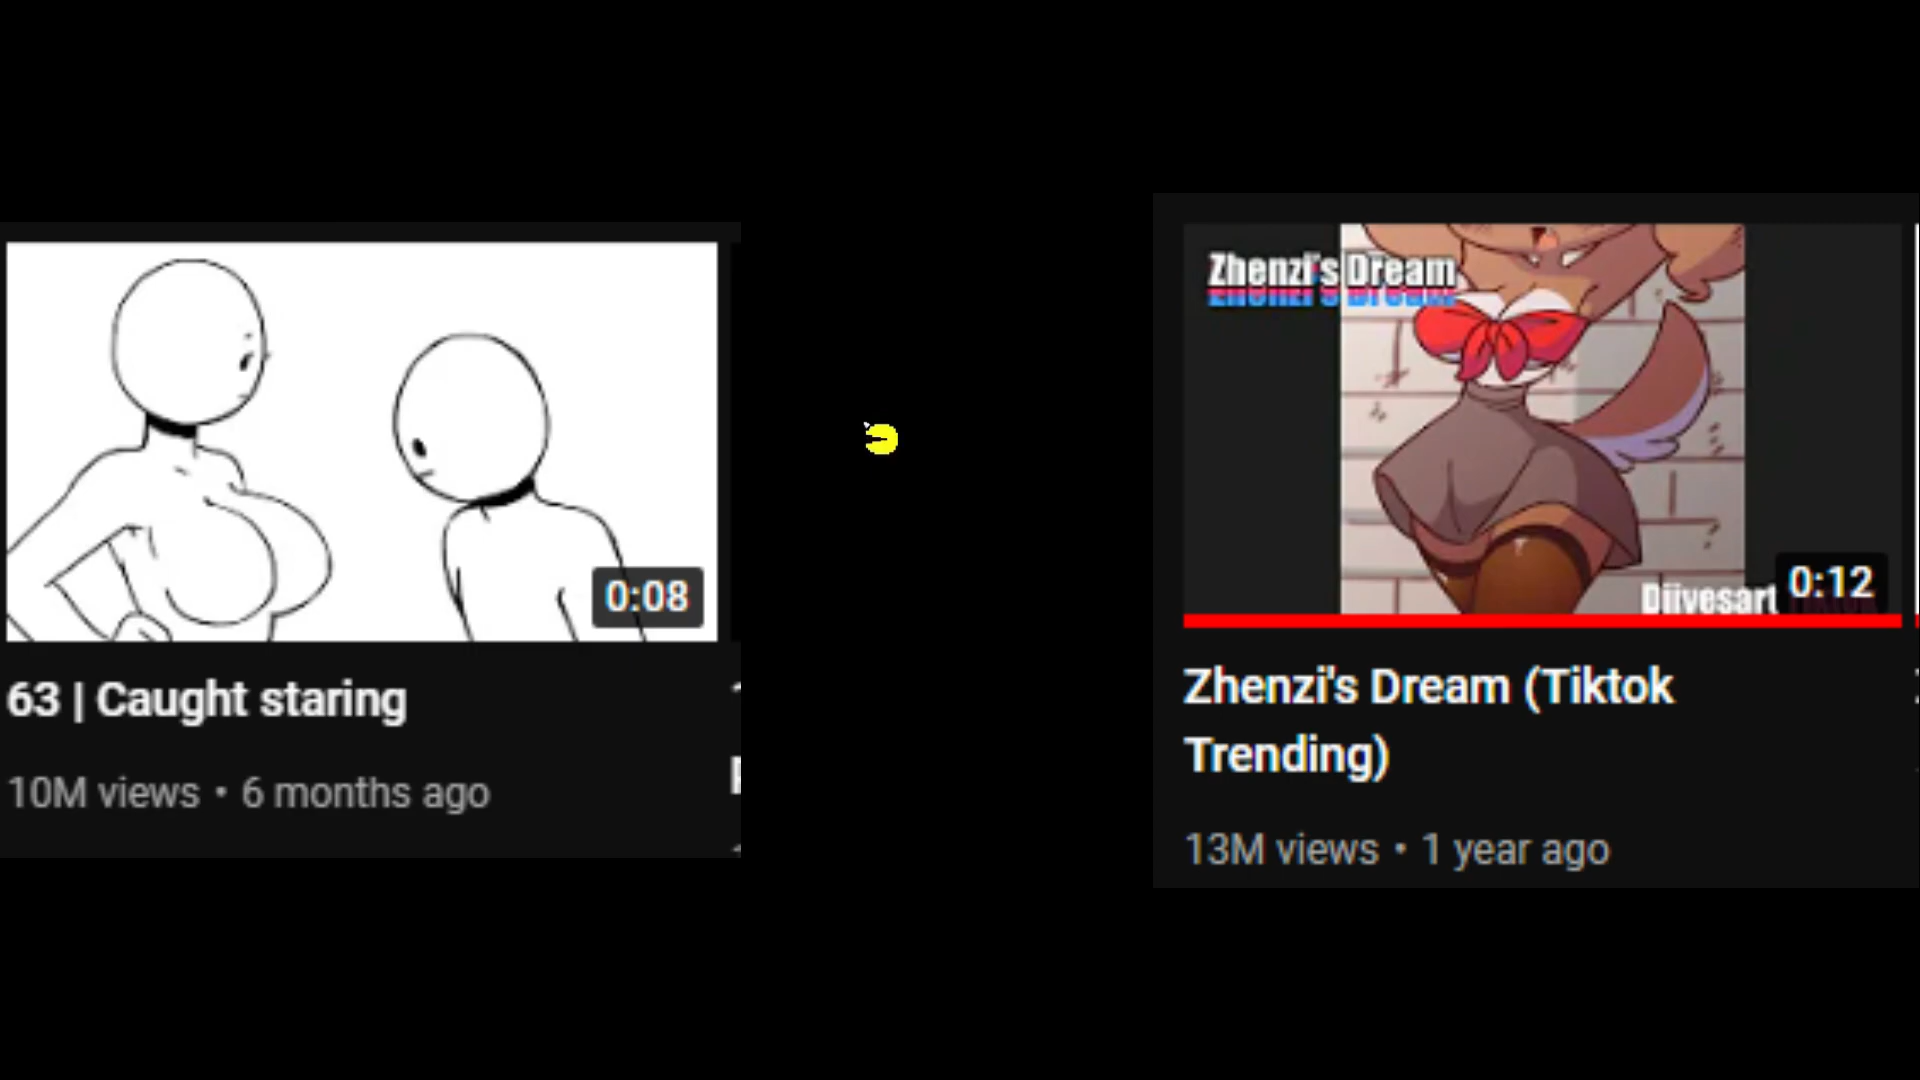 0:08
63 | Caught staring
10M views • 6 months ago
Zhenzi's Dream
Diivesart
0:12
Zhenzi's Dream (Tiktok
Trending)
13M views • 1 year ago